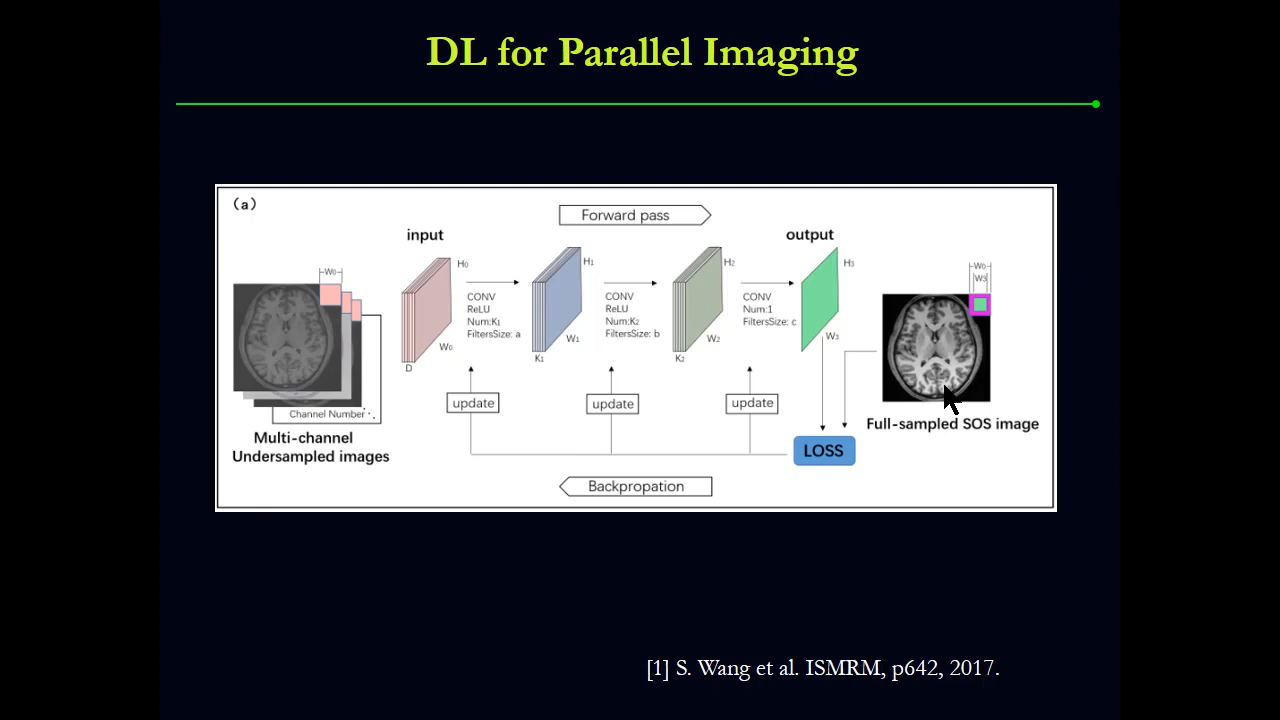 DL for Parallel Imaging
(a)
Forward pass
input
output
W₀
H₀
H₁
H₂
H₃
W₀
W₃
CONV
ReLU
Num:K₁
FiltersSize: a
CONV
ReLU
Num:K₂
FiltersSize: b
CONV
Num:1
FiltersSize: c
W₀
W₁
W₂
W₃
D
K₁
K₂
Channel Number
update
update
update
Multi-channel
Undersampled images
LOSS
Full-sampled SOS image
Backpropation
[1] S. Wang et al. ISMRM, p642, 2017.